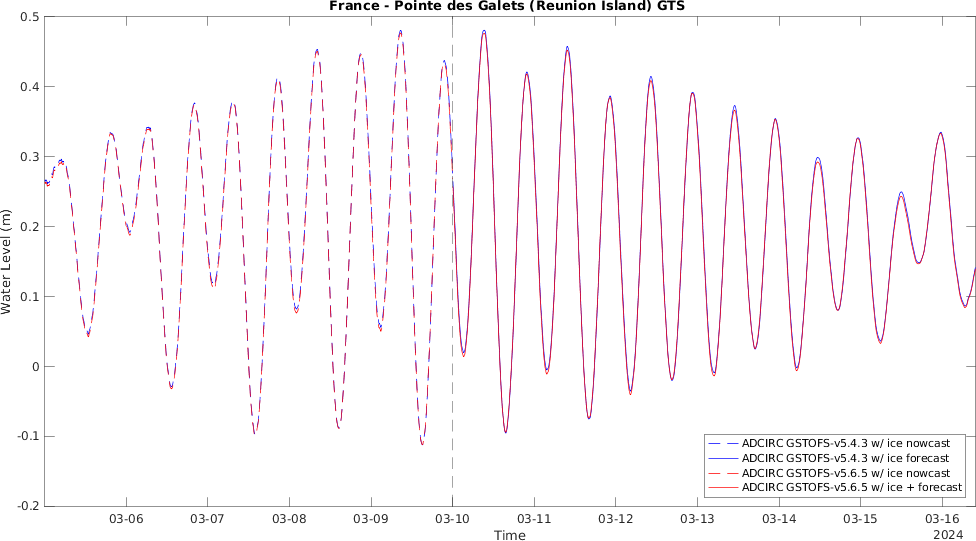 France - Pointe des Galets (Reunion Island) GTS
0.5
0.4
0.3
0.2
0.1
0
-0.1
-0.2
Water Level (m)
ADCIRC GSTOFS-v5.4.3 w/ ice nowcast
ADCIRC GSTOFS-v5.4.3 w/ ice forecast
ADCIRC GSTOFS-v5.6.5 w/ ice nowcast
ADCIRC GSTOFS-v5.6.5 w/ ice + forecast
03-06 03-07 03-08 03-09 03-10 03-11 03-12 03-13 03-14 03-15 03-16
Time
2024